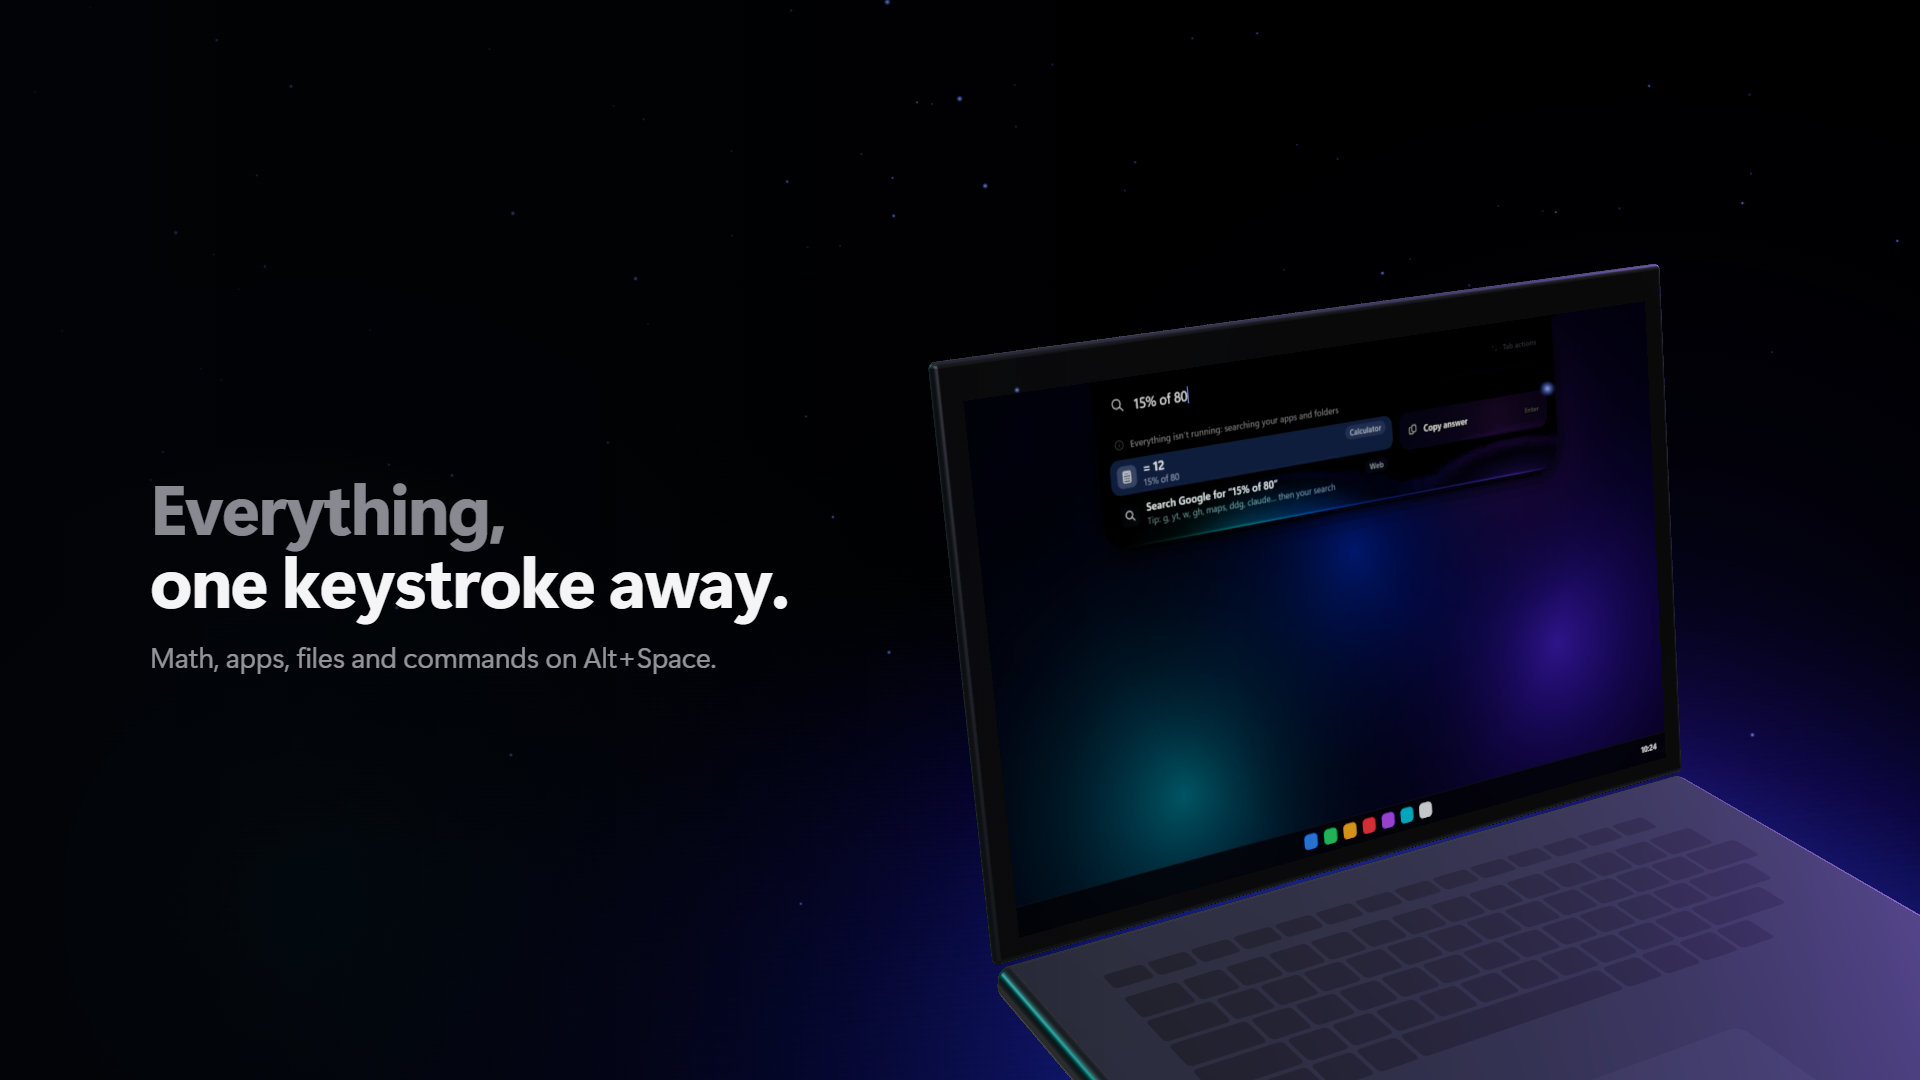 Everything,
one keystroke away.
Math, apps, files and commands on Alt+Space.
Tab actions
15% of 80
Everything isn't running: searching your apps and folders
= 12
15% of 80
Calculator
Copy answer
Enter
Search Google for "15% of 80"
Tip: g, yt, w, gh, maps, ddg, claude... then your search
Web
10:24